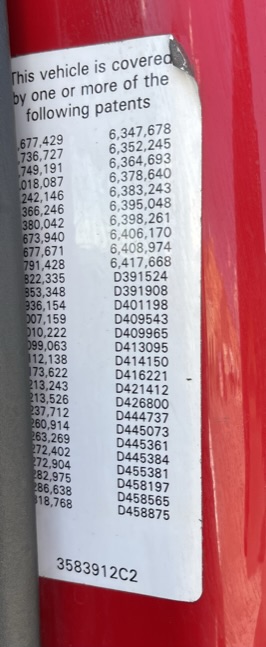 This vehicle is covered
by one or more of the
following patents
,677,429 6,347,678
,736,727 6,352,245
,749,191 6,364,693
,018,087 6,378,640
242,146 6,383,243
366,246 6,395,048
380,042 6,398,261
673,940 6,406,170
677,671 6,408,974
791,428 6,417,668
822,335 D391524
853,348 D391908
936,154 D401198
007,159 D409543
010,222 D409965
099,063 D413095
112,138 D414150
173,622 D416221
213,243 D421412
213,526 D426800
237,712 D444737
260,914 D445073
263,269 D445361
272,402 D445384
272,904 D455381
282,975 D458197
286,638 D458565
318,768 D458875
3583912C2